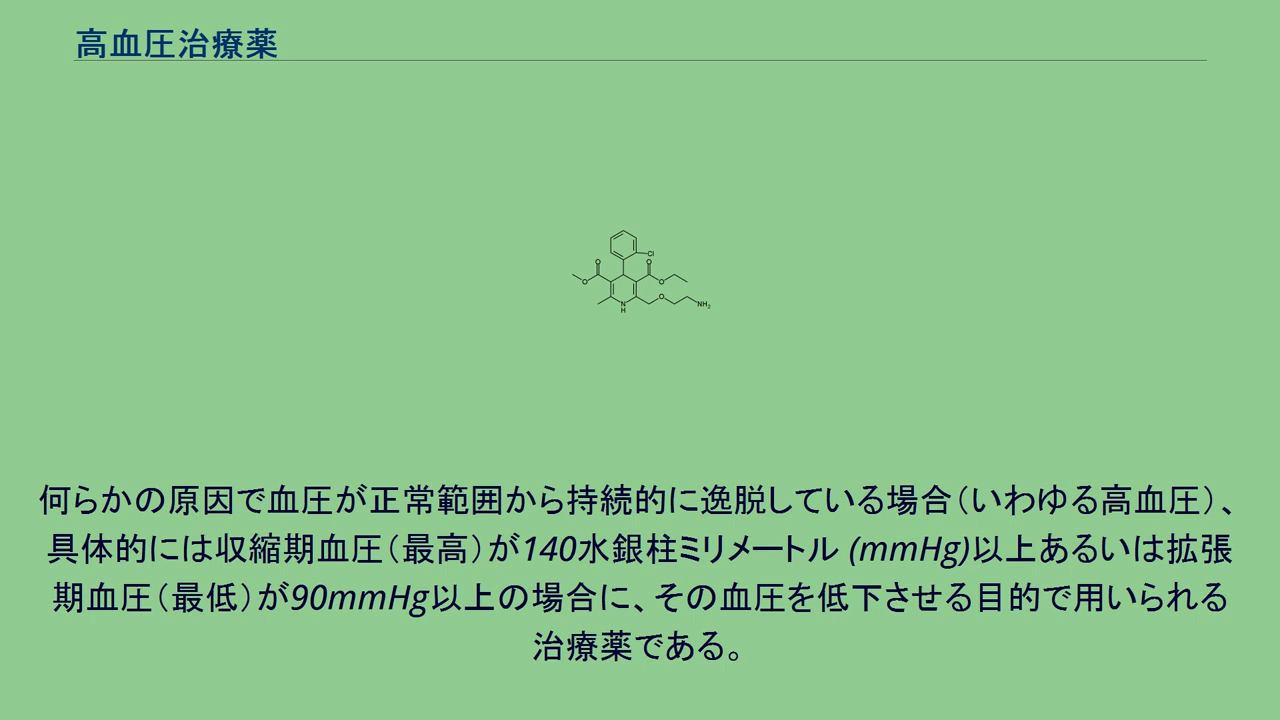 高血圧治療薬
Cl
O
O
O
O
O
NH2
N
H
何らかの原因で血圧が正常範囲から持続的に逸脱している場合(いわゆる高血圧)、
具体的には収縮期血圧(最高)が140水銀柱ミリメートル (mmHg)以上あるいは拡張
期血圧(最低)が90mmHg以上の場合に、その血圧を低下させる目的で用いられる
治療薬である。